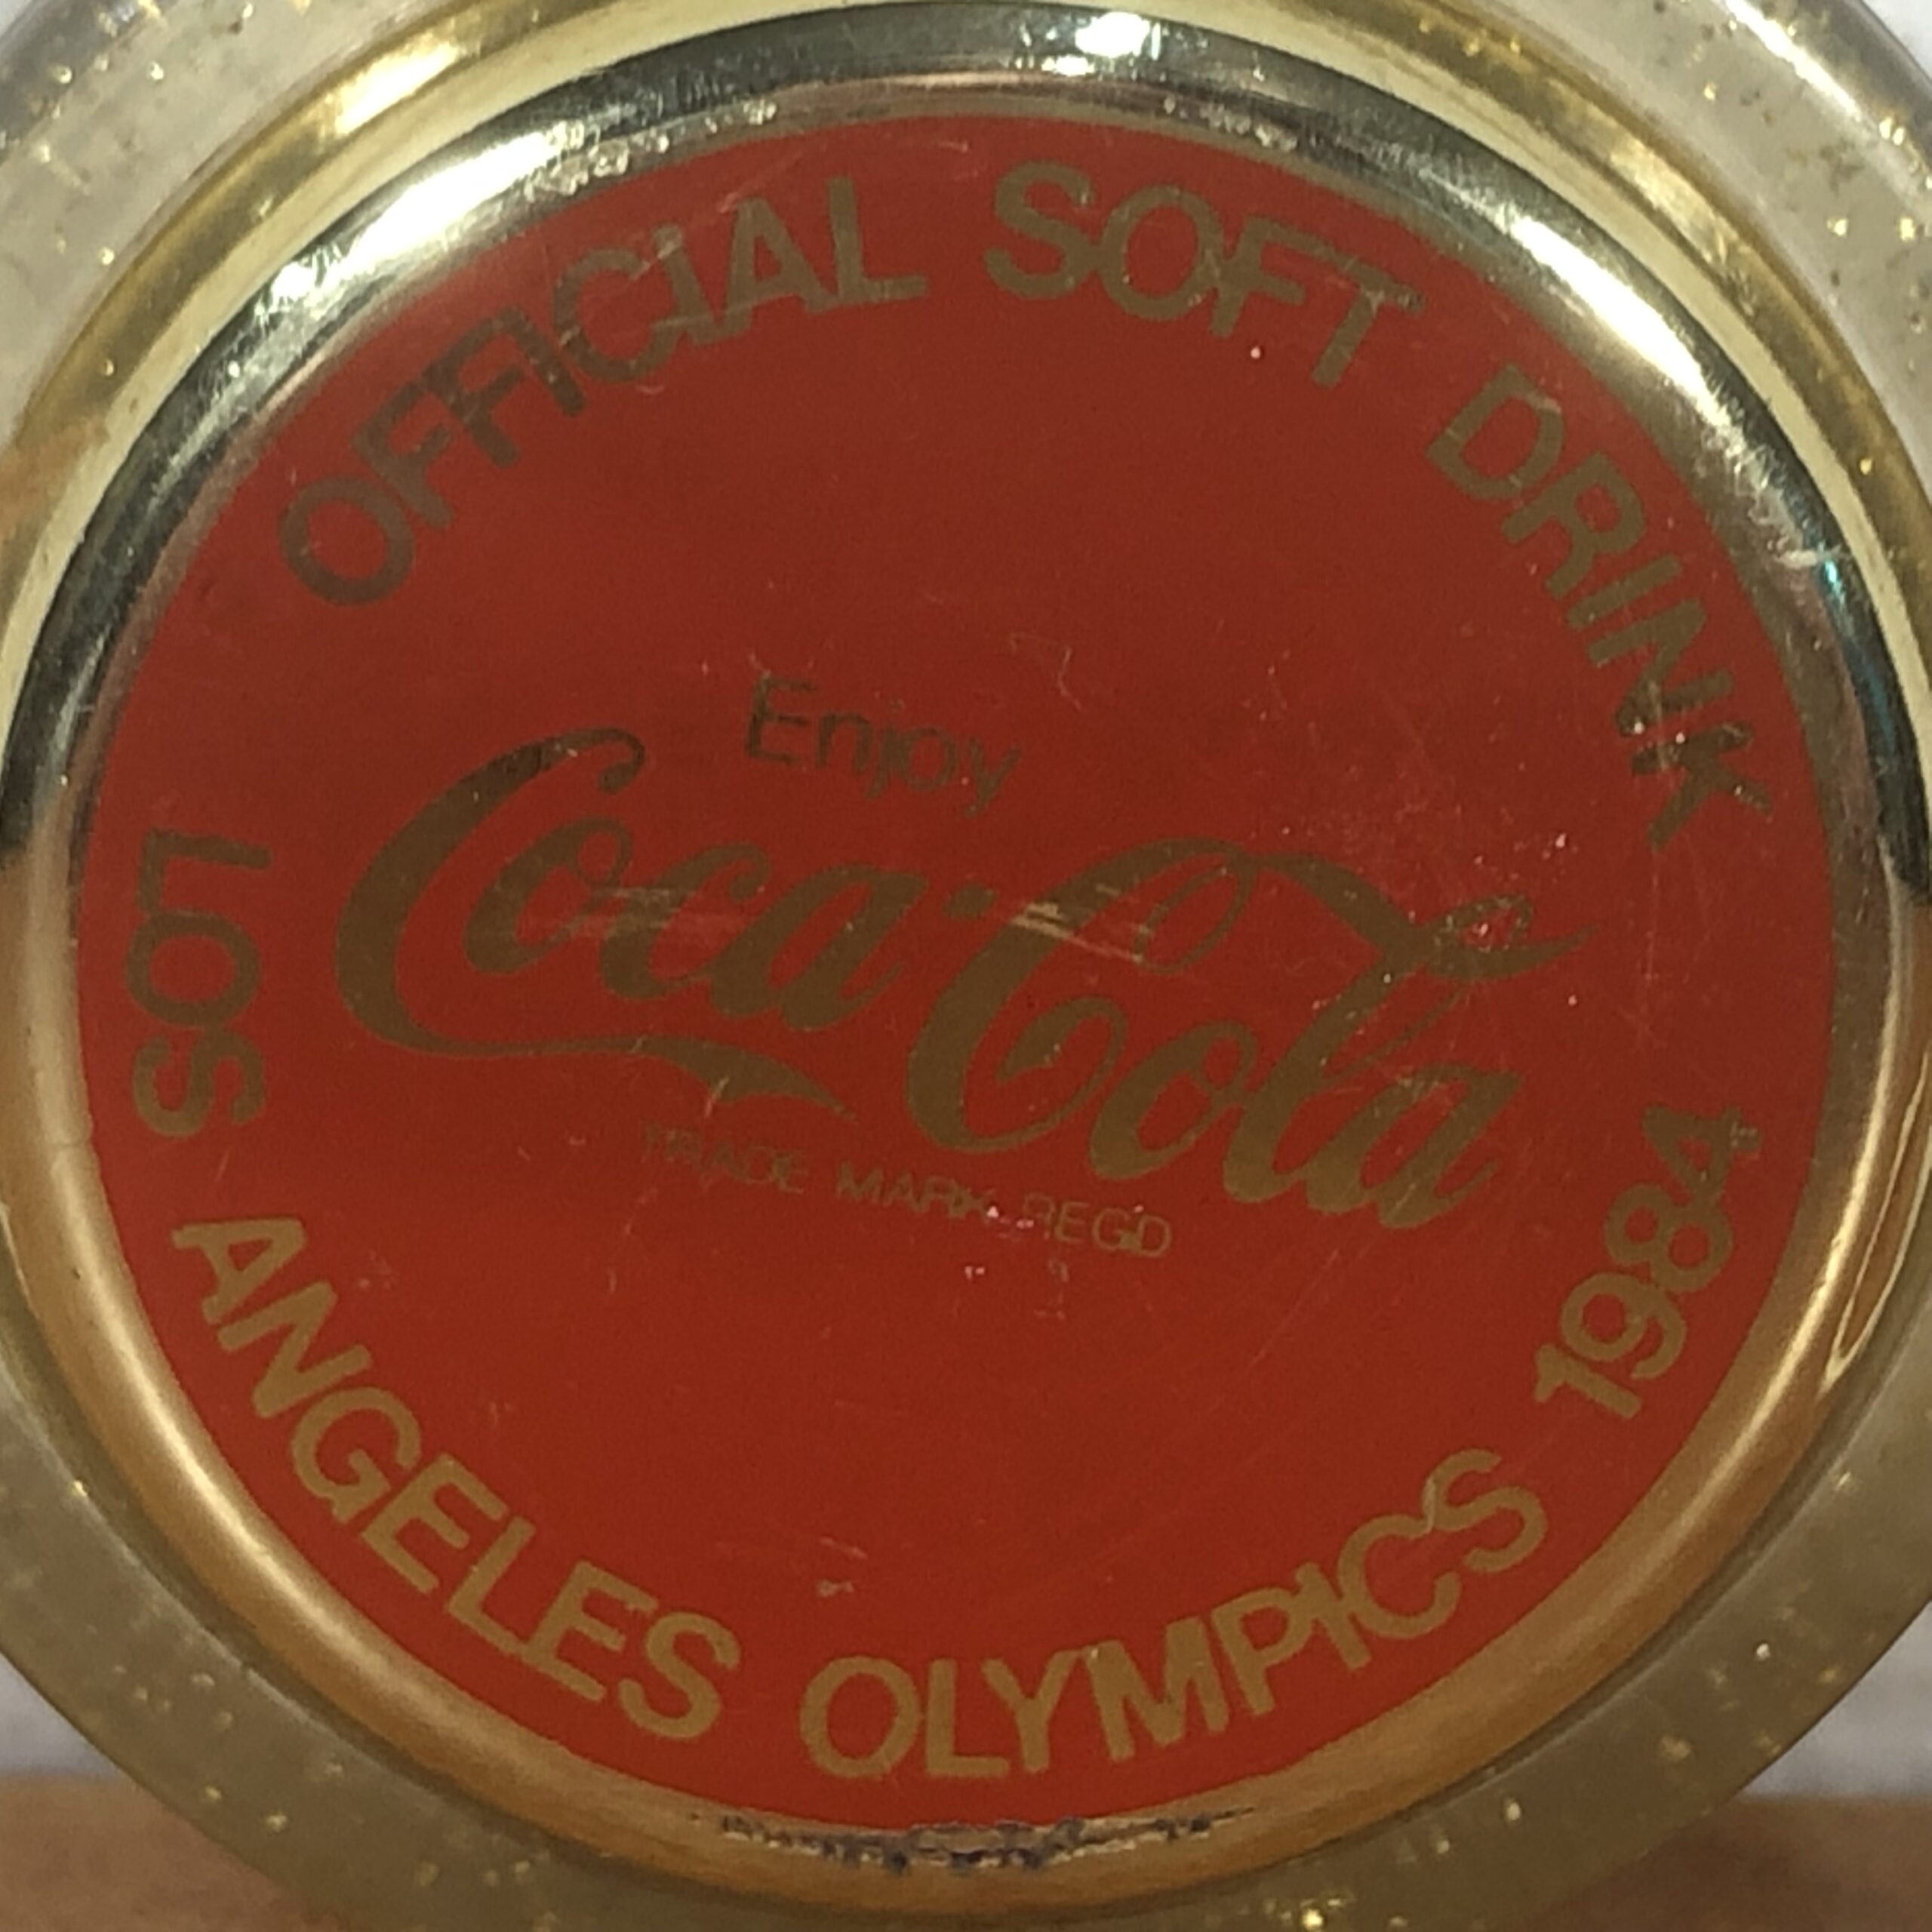 OFFICIAL SOFT DRINK
Enjoy
Coca-Cola
TRADE MARK REGD
LOS ANGELES OLYMPICS 1984